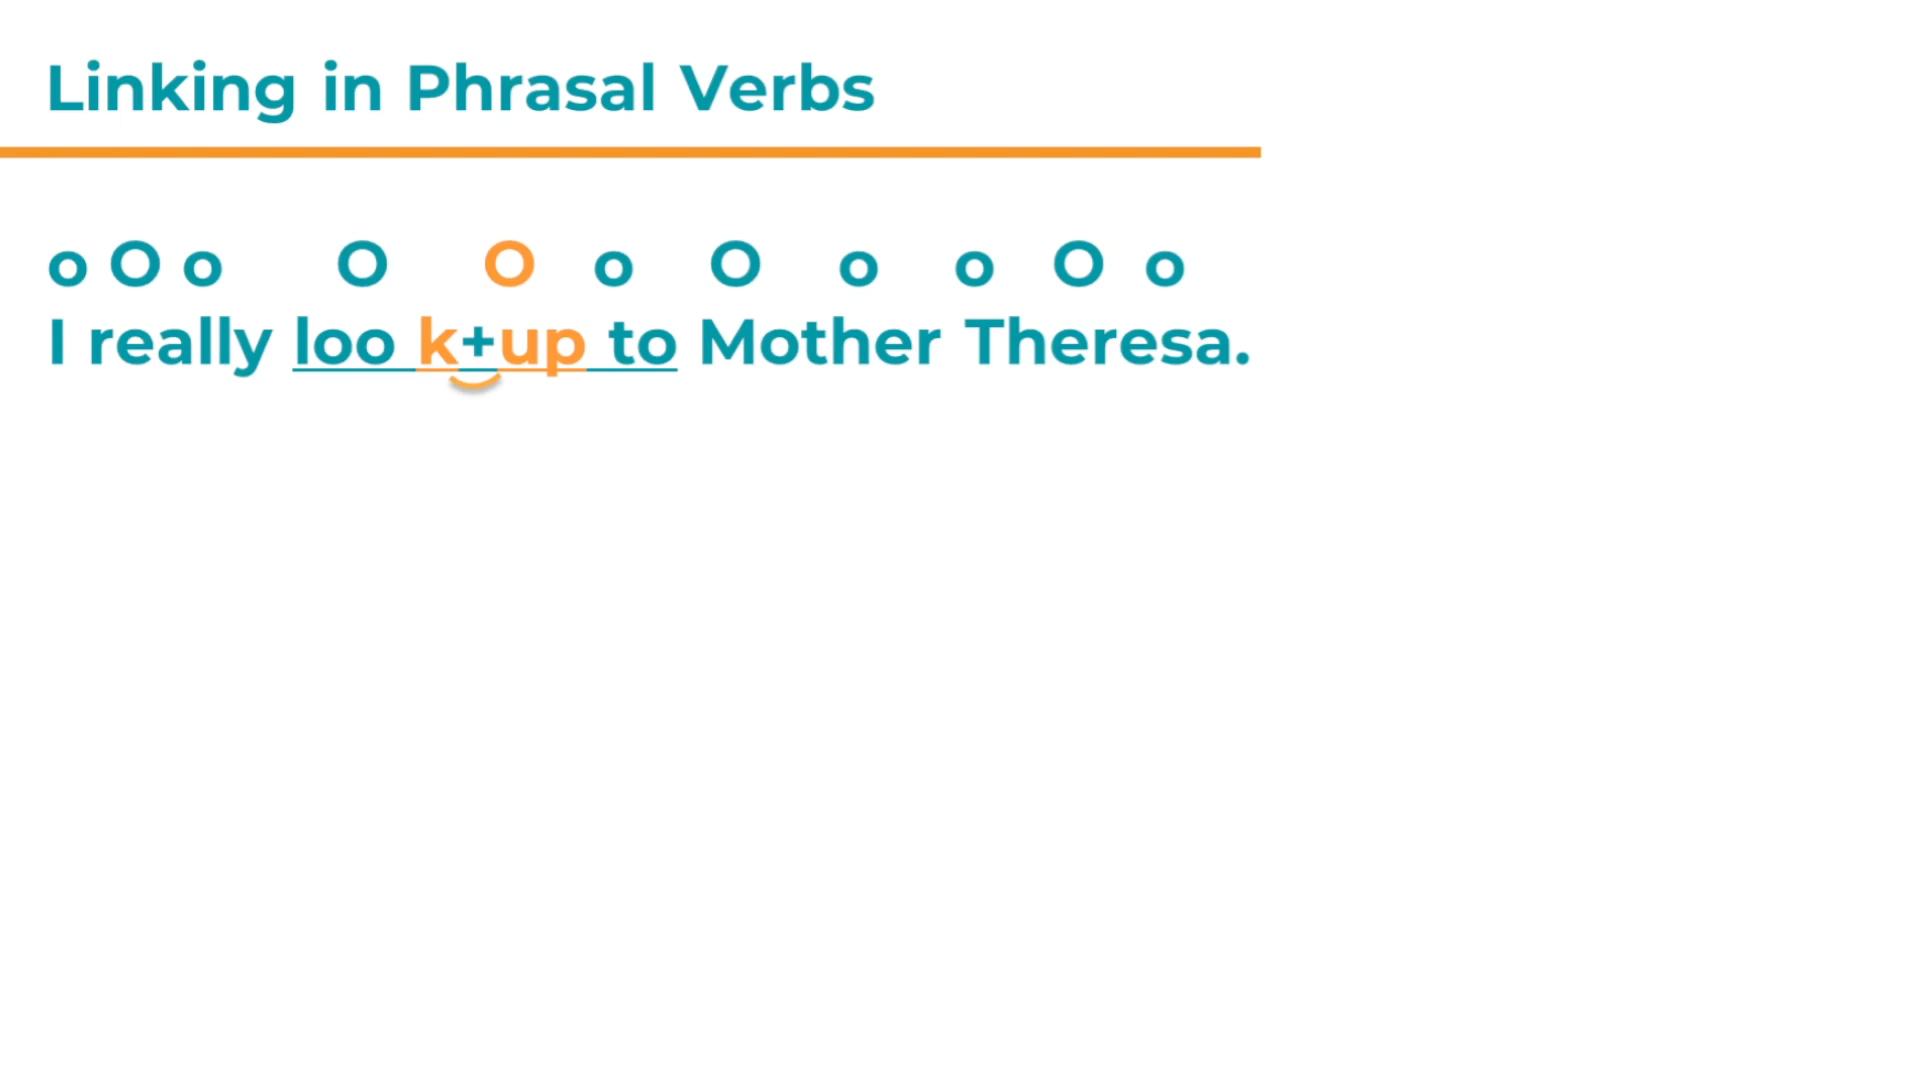 Linking in Phrasal Verbs
o O o O O o O o o O o
I really loo k+up to Mother Theresa.